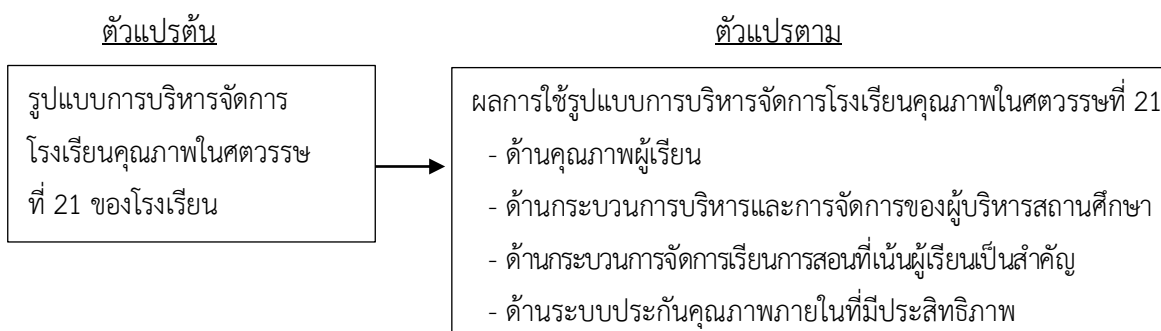 ตัวแปรต้น
ตัวแปรตาม
รูปแบบการบริหารจัดการ
โรงเรียนคุณภาพในศตวรรษ
ที่ 21 ของโรงเรียน
ผลการใช้รูปแบบการบริหารจัดการโรงเรียนคุณภาพในศตวรรษที่ 21
- ด้านคุณภาพผู้เรียน
- ด้านกระบวนการบริหารและการจัดการของผู้บริหารสถานศึกษา
- ด้านกระบวนการจัดการเรียนการสอนที่เน้นผู้เรียนเป็นสำคัญ
- ด้านระบบประกันคุณภาพภายในที่มีประสิทธิภาพ